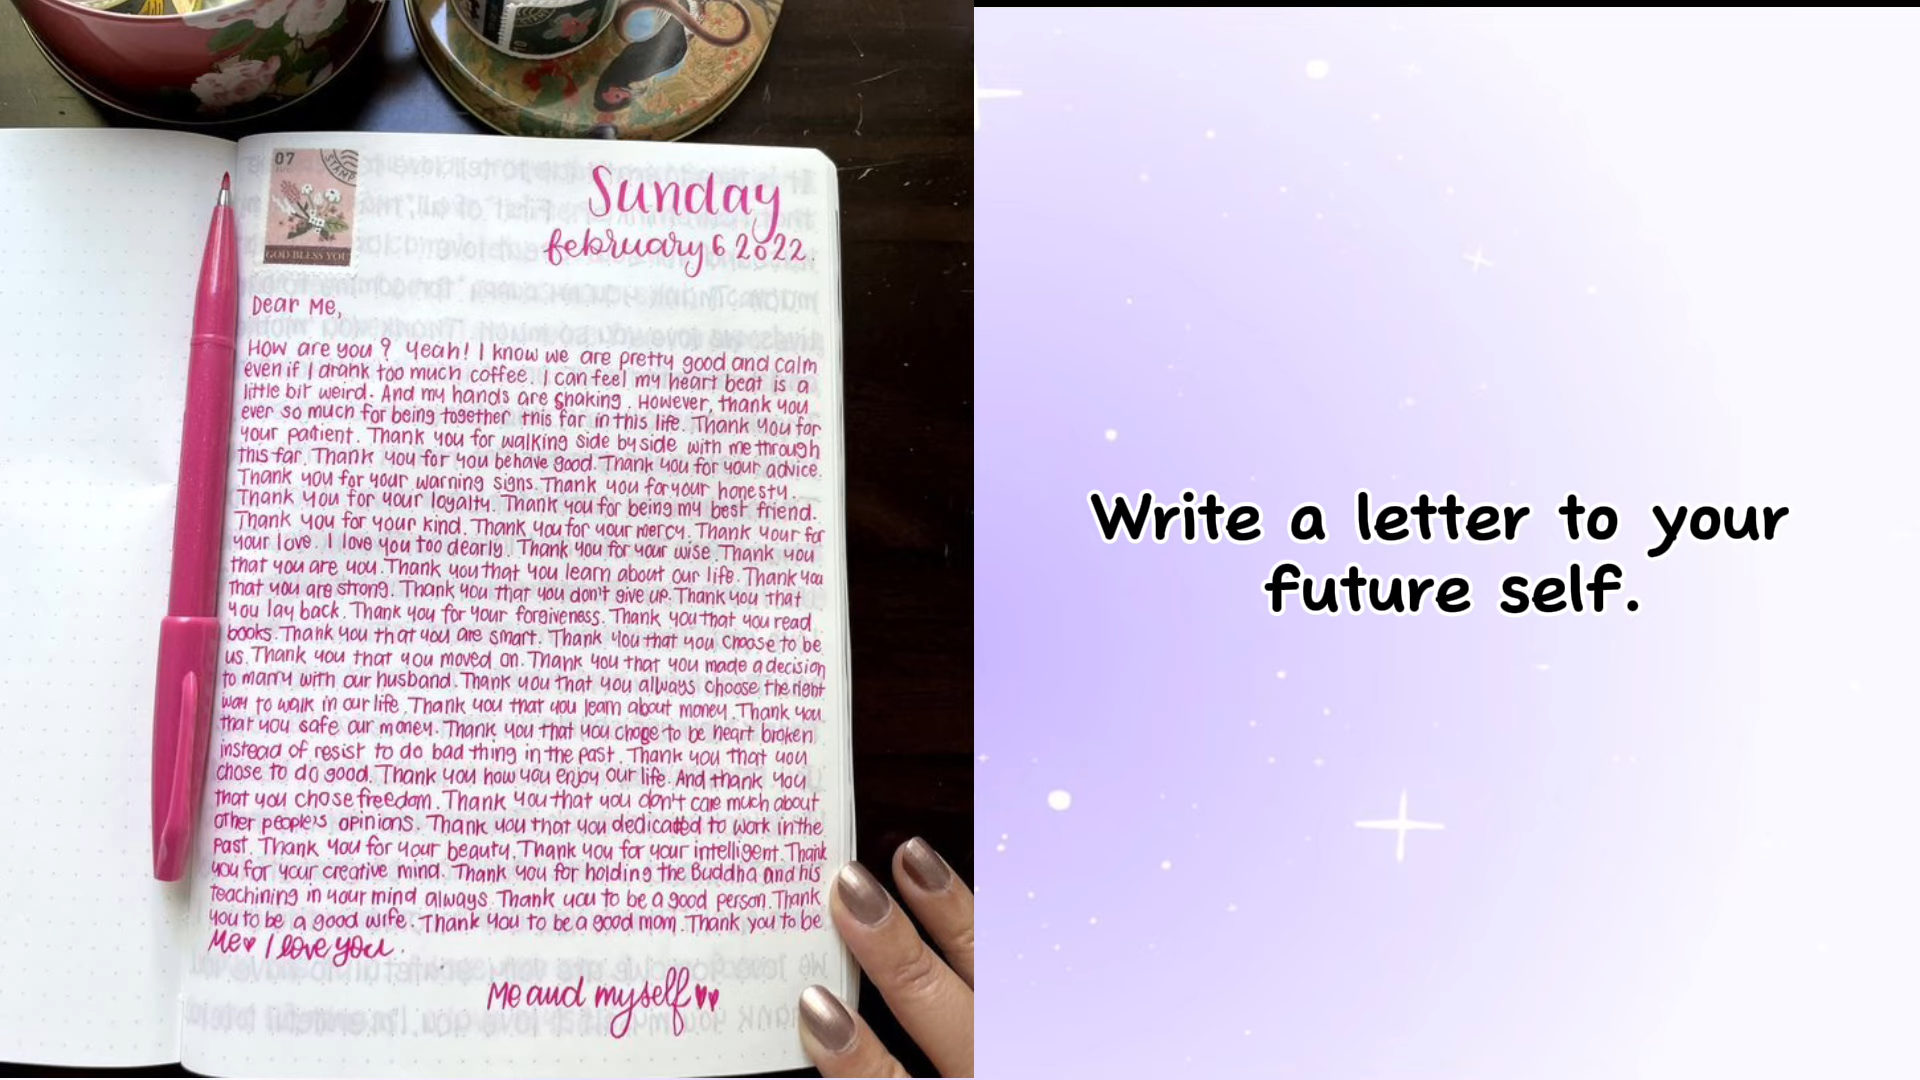 07
STAMP
GOD BLESS YOU
Sunday
february 6 2022.
Dear Me,
How are you? Yeah! I know we are pretty good and calm
even if I drank too much coffee. I can feel my heart beat is a
little bit weird. And my hands are shaking. However, thank you
ever so much for being together this far in this life. Thank you for
your patient. Thank you for walking side by side with me through
this far. Thank you for you behave good. Thank you for your advice.
Thank you for your warning signs. Thank you for your honesty.
Thank you for your loyalty. Thank you for being my best friend.
Thank you for your kind. Thank you for your mercy. Thank your for
your love. I love you too dearly. Thank you for your wise. Thank you
that you are you. Thank you that you learn about our life. Thank you
that you are strong. Thank you that you don't give up. Thank you that
you lay back. Thank you for your forgiveness. Thank you that you read
books. Thank you that you are smart. Thank you that you choose to be
us. Thank you that you moved on. Thank you that you made a decision
to marry with our husband. Thank you that you always choose the right
way to walk in our life. Thank you that you learn about money. Thank you
that you safe our money. Thank you that you chose to be heart broken
instead of resist to do bad thing in the past. Thank you that you
chose to do good. Thank you how you enjoy our life. And thank you
that you chose freedom. Thank you that you don't care much about
other people's opinions. Thank you that you dedicated to work in the
past. Thank you for your beauty. Thank you for your intelligent. Thank
you for your creative mind. Thank you for holding the Buddha and his
teachining in your mind always. Thank you to be a good person. Thank
you to be a good wife. Thank you to be a good mom. Thank you to be
Me♥ I love you.
Me and myself♥♥
Write a letter to your
future self.